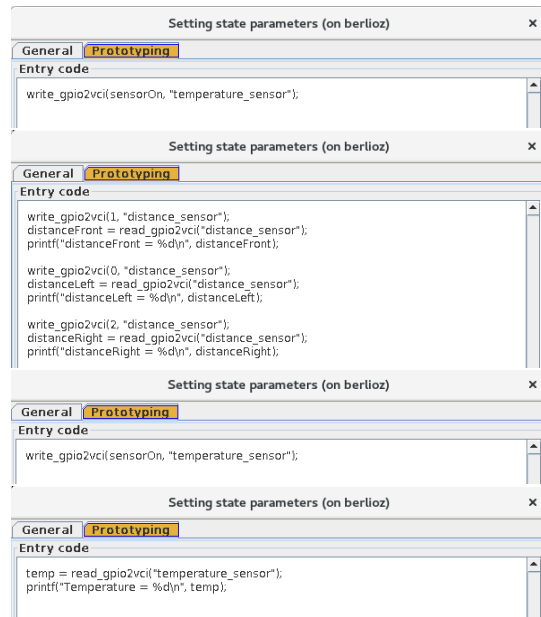 Setting state parameters (on berlioz) ×
General Prototyping
Entry code
write_gpio2vci(sensorOn, "temperature_sensor");
Setting state parameters (on berlioz) ×
General Prototyping
Entry code
write_gpio2vci(1, "distance_sensor");
distanceFront = read_gpio2vci("distance_sensor");
printf("distanceFront = %d\n", distanceFront);
write_gpio2vci(0, "distance_sensor");
distanceLeft = read_gpio2vci("distance_sensor");
printf("distanceLeft = %d\n", distanceLeft);
write_gpio2vci(2, "distance_sensor");
distanceRight = read_gpio2vci("distance_sensor");
printf("distanceRight = %d\n", distanceRight);
Setting state parameters (on berlioz) ×
General Prototyping
Entry code
write_gpio2vci(sensorOn, "temperature_sensor");
Setting state parameters (on berlioz) ×
General Prototyping
Entry code
temp = read_gpio2vci("temperature_sensor");
printf("Temperature = %d\n", temp);